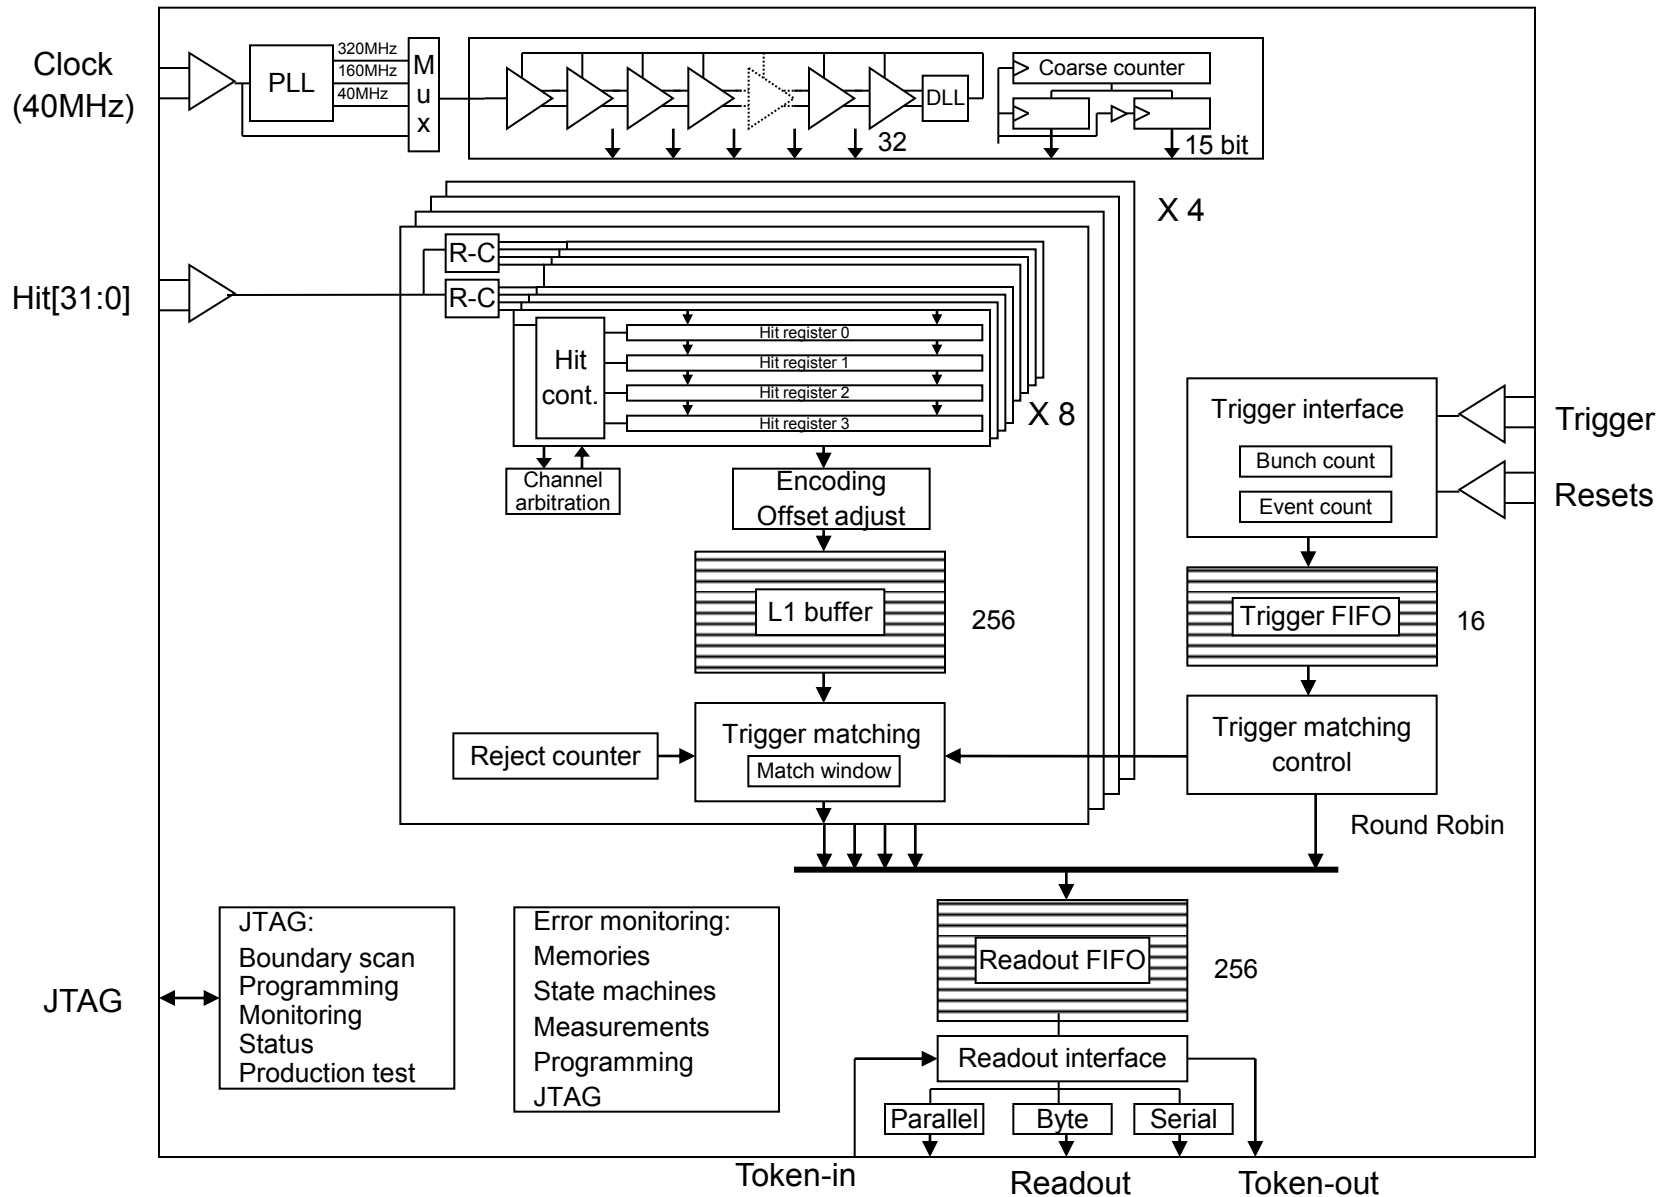 Clock
(40MHz)
PLL
320MHz
160MHz
40MHz
M
u
x
DLL
32
Coarse counter
15 bit
X 4
Hit[31:0]
R-C
R-C
Hit
cont.
Hit register 0
Hit register 1
Hit register 2
Hit register 3
X 8
Channel
arbitration
Encoding
Offset adjust
L1 buffer
256
Reject counter
Trigger matching
Match window
Trigger interface
Bunch count
Event count
Trigger
Resets
Trigger FIFO
16
Trigger matching
control
Round Robin
JTAG
JTAG:
Boundary scan
Programming
Monitoring
Status
Production test
Error monitoring:
Memories
State machines
Measurements
Programming
JTAG
Readout FIFO
256
Readout interface
Parallel
Byte
Serial
Token-in
Readout
Token-out